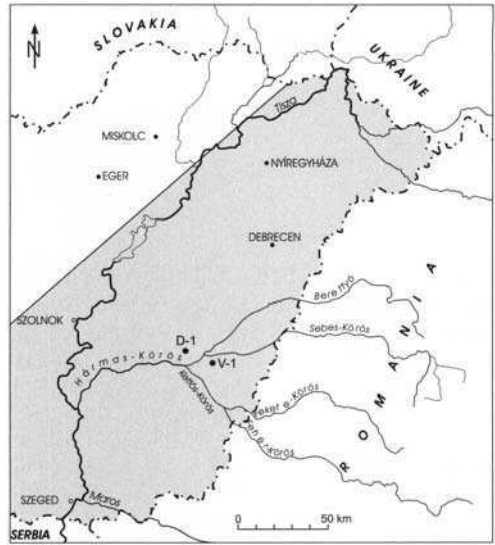 N
SLOVAKIA
UKRAINE
Tisza
MISKOLC
EGER
NYÍREGYHÁZA
DEBRECEN
Berettyó
Sebes-Körös
SZOLNOK
D-1
V-1
Hármas-Körös
Kettős-Körös
Fekete-Körös
Fehér-Körös
ROMANIA
SZEGED
Maros
0 50 km
SERBIA